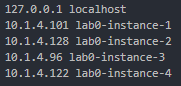 127.0.0.1 localhost
10.1.4.101 lab0-instance-1
10.1.4.128 lab0-instance-2
10.1.4.96 lab0-instance-3
10.1.4.122 lab0-instance-4